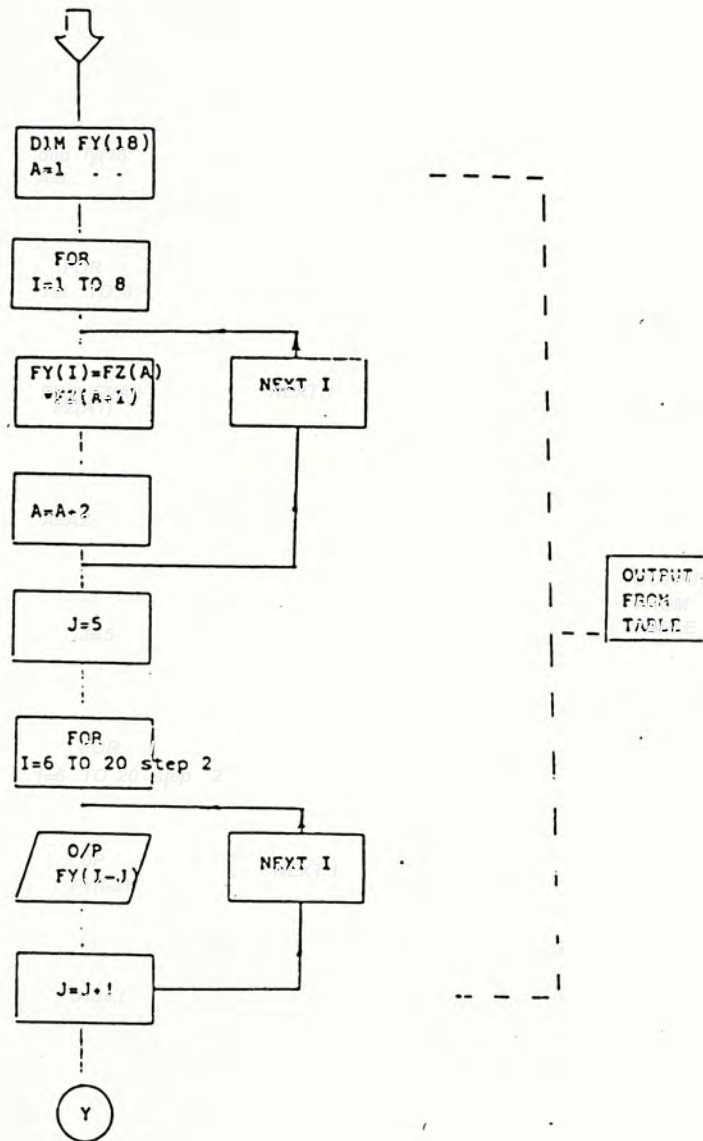 DIM FY(18)
A=1 . .
FOR
I=1 TO 8
FY(I)=FZ(A)
*FZ(A+1)
NEXT I
A=A+2
J=5
OUTPUT
FROM
TABLE
FOR
I=6 TO 20 step 2
O/P
FY(I-J)
NEXT I
J=J+!
Y